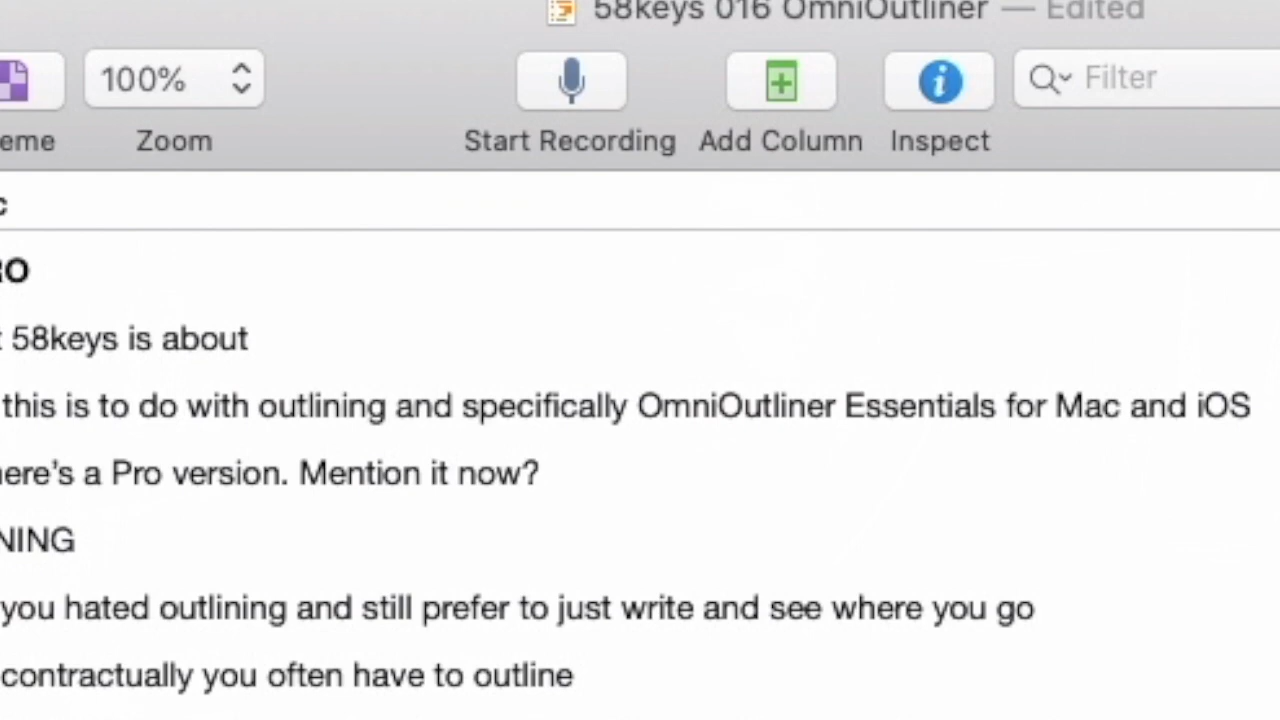 58keys 016 OmniOutliner — Edited
100%
Filter
eme
Zoom
Start Recording
Add Column
Inspect
c
RO
t 58keys is about
this is to do with outlining and specifically OmniOutliner Essentials for Mac and iOS
ere's a Pro version. Mention it now?
NING
you hated outlining and still prefer to just write and see where you go
contractually you often have to outline